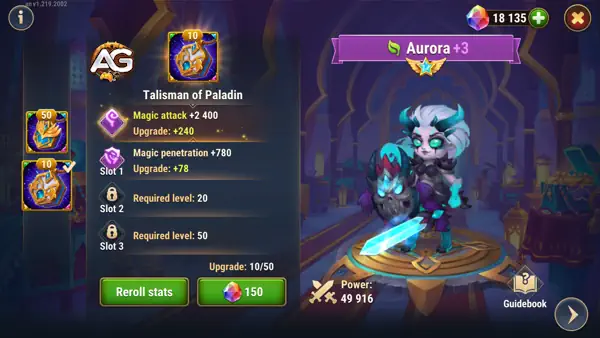 an v1.219.2002
i
18 135
AG
10
Aurora +3
Talisman of Paladin
50
10
Magic attack +2 400
Upgrade: +240
Magic penetration +780
Upgrade: +78
Slot 1
Required level: 20
Slot 2
Required level: 50
Slot 3
Upgrade: 10/50
Reroll stats
150
Power:
49 916
?
Guidebook